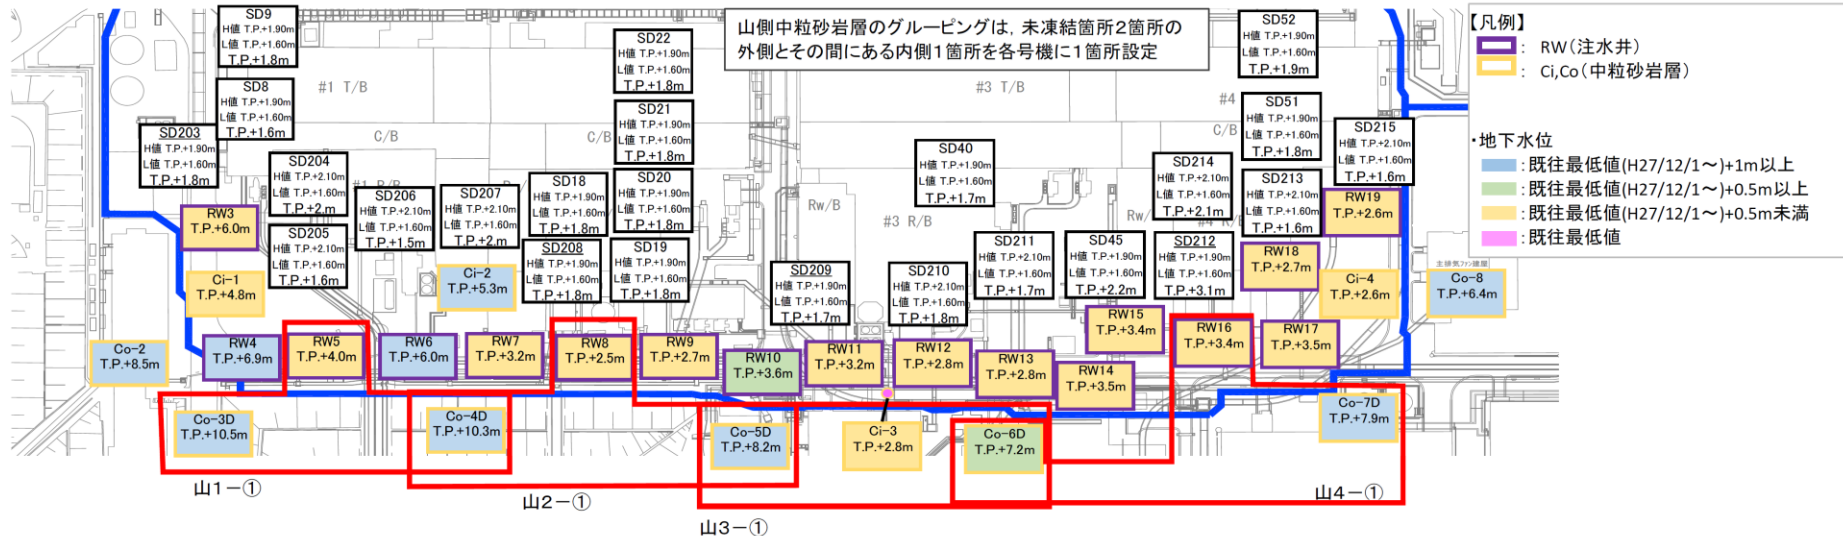 山側中粒砂岩層のグルーピングは，未凍結箇所2箇所の
外側とその間にある内側1箇所を各号機に1箇所設定
【凡例】
： RW(注水井)
： Ci,Co(中粒砂岩層)
・地下水位
：既往最低値(H27/12/1～)+1m以上
：既往最低値(H27/12/1～)+0.5m以上
：既往最低値(H27/12/1～)+0.5m未満
：既往最低値
SD9
H値 T.P.+1.90m
L値 T.P.+1.60m
T.P.+1.8m
SD8
H値 T.P.+1.90m
L値 T.P.+1.60m
T.P.+1.6m
SD203
H値 T.P.+1.90m
L値 T.P.+1.60m
T.P.+1.8m
SD204
H値 T.P.+2.10m
L値 T.P.+1.60m
T.P.+2.m
SD205
H値 T.P.+2.10m
L値 T.P.+1.60m
T.P.+1.6m
SD206
H値 T.P.+2.10m
L値 T.P.+1.60m
T.P.+1.5m
SD207
H値 T.P.+2.10m
L値 T.P.+1.60m
T.P.+2.m
SD18
H値 T.P.+1.90m
L値 T.P.+1.60m
T.P.+1.8m
SD208
H値 T.P.+1.90m
L値 T.P.+1.60m
T.P.+1.8m
SD22
H値 T.P.+1.90m
L値 T.P.+1.60m
T.P.+1.8m
SD21
H値 T.P.+1.90m
L値 T.P.+1.60m
T.P.+1.8m
SD20
H値 T.P.+1.90m
L値 T.P.+1.60m
T.P.+1.8m
SD19
H値 T.P.+1.90m
L値 T.P.+1.60m
T.P.+1.8m
SD209
H値 T.P.+1.90m
L値 T.P.+1.60m
T.P.+1.7m
SD210
H値 T.P.+2.10m
L値 T.P.+1.60m
T.P.+1.8m
SD40
H値 T.P.+1.90m
L値 T.P.+1.60m
T.P.+1.7m
SD211
H値 T.P.+2.10m
L値 T.P.+1.60m
T.P.+1.7m
SD45
H値 T.P.+1.90m
L値 T.P.+1.60m
T.P.+2.2m
SD214
H値 T.P.+2.10m
L値 T.P.+1.60m
T.P.+2.1m
SD212
H値 T.P.+1.90m
L値 T.P.+1.60m
T.P.+3.1m
SD52
H値 T.P.+1.90m
L値 T.P.+1.60m
T.P.+1.9m
SD51
H値 T.P.+1.90m
L値 T.P.+1.60m
T.P.+1.8m
SD213
H値 T.P.+2.10m
L値 T.P.+1.60m
T.P.+1.6m
SD215
H値 T.P.+2.10m
L値 T.P.+1.60m
T.P.+1.6m
#1 T/B
C/B
C/B
#3 T/B
#4
C/B
Rw/B
#3 R/B
主排気ファン建屋
RW3
T.P.+6.0m
Ci-1
T.P.+4.8m
Ci-2
T.P.+5.3m
RW19
T.P.+2.6m
RW18
T.P.+2.7m
Ci-4
T.P.+2.6m
Co-8
T.P.+6.4m
Co-2
T.P.+8.5m
RW4
T.P.+6.9m
RW5
T.P.+4.0m
RW6
T.P.+6.0m
RW7
T.P.+3.2m
RW8
T.P.+2.5m
RW9
T.P.+2.7m
RW10
T.P.+3.6m
RW11
T.P.+3.2m
RW12
T.P.+2.8m
RW13
T.P.+2.8m
RW14
T.P.+3.5m
RW15
T.P.+3.4m
RW16
T.P.+3.4m
RW17
T.P.+3.5m
Co-3D
T.P.+10.5m
Co-4D
T.P.+10.3m
Co-5D
T.P.+8.2m
Ci-3
T.P.+2.8m
Co-6D
T.P.+7.2m
Co-7D
T.P.+7.9m
山1-①
山2-①
山3-①
山4-①